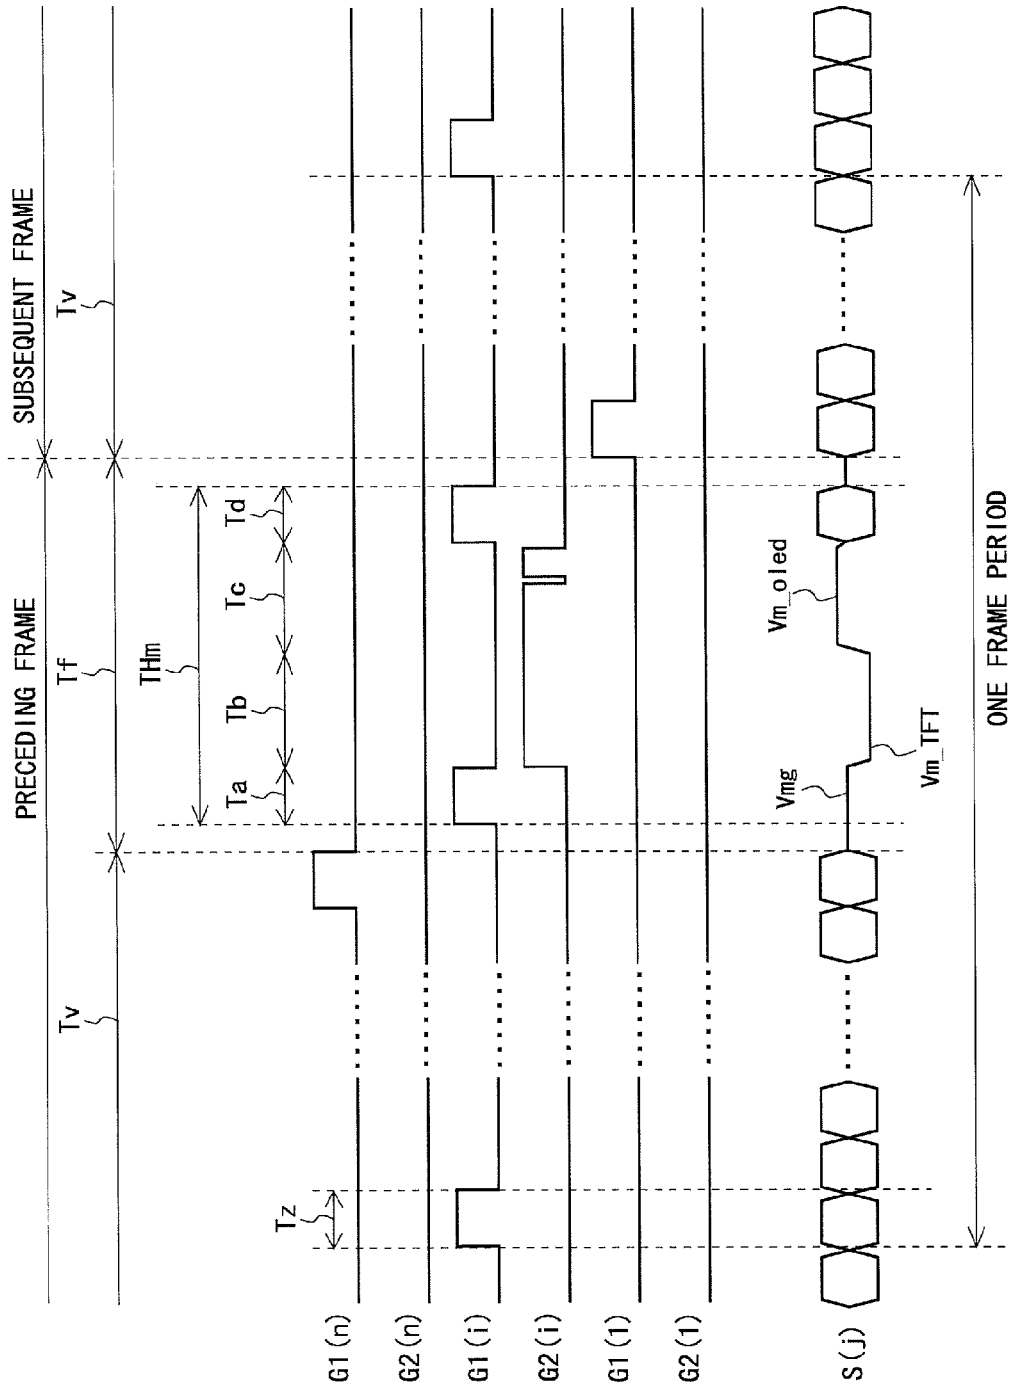 PRECEDING FRAME
SUBSEQUENT FRAME
Tv
Tf
Tv
THm
Ta
Tb
Tc
Td
Tz
G1(n)
G2(n)
G1(i)
G2(i)
G1(1)
G2(1)
Vmg
Vm_TFT
Vm_oled
S(j)
ONE FRAME PERIOD